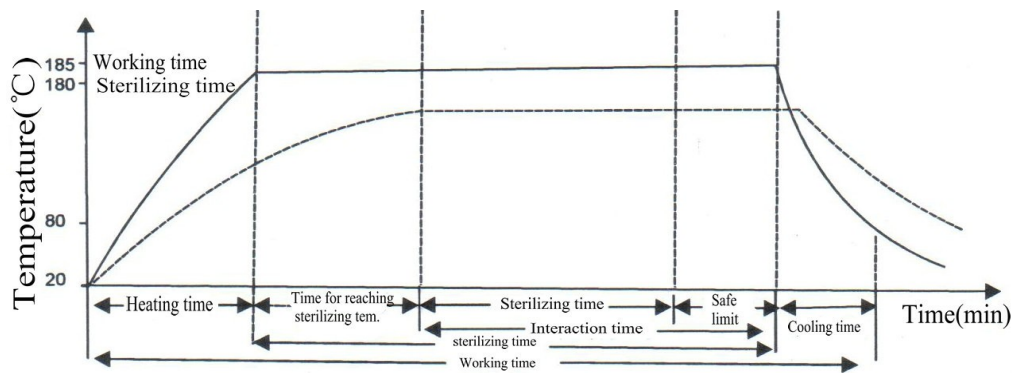 Temperature(℃)
185
180
80
20
Working time
Sterilizing time
Heating time
Time for reaching
sterilizing tem.
Sterilizing time
Safe
limit
Cooling time
Time(min)
Interaction time
sterilizing time
Working time